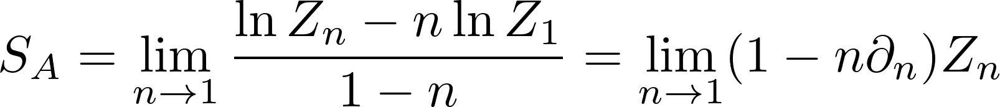 S_A = \lim_{n \to 1} \frac{\ln Z_n - n \ln Z_1}{1 - n} = \lim_{n \to 1} (1 - n \partial_n) Z_n